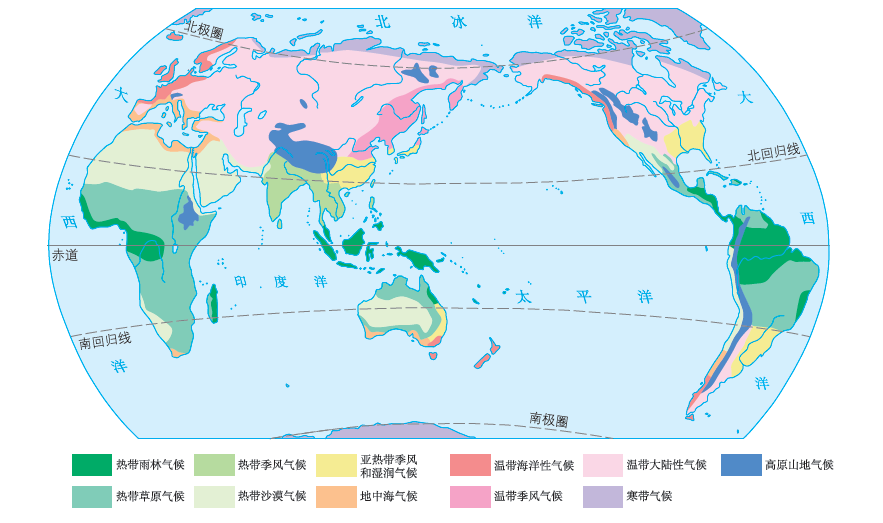 北极圈
北 冰 洋
大
大
北回归线
西
西
赤道
印 度 洋
太 平 洋
南回归线
洋
洋
南极圈
热带雨林气候
热带季风气候
亚热带季风
和湿润气候
温带海洋性气候
温带大陆性气候
高原山地气候
热带草原气候
热带沙漠气候
地中海气候
温带季风气候
寒带气候